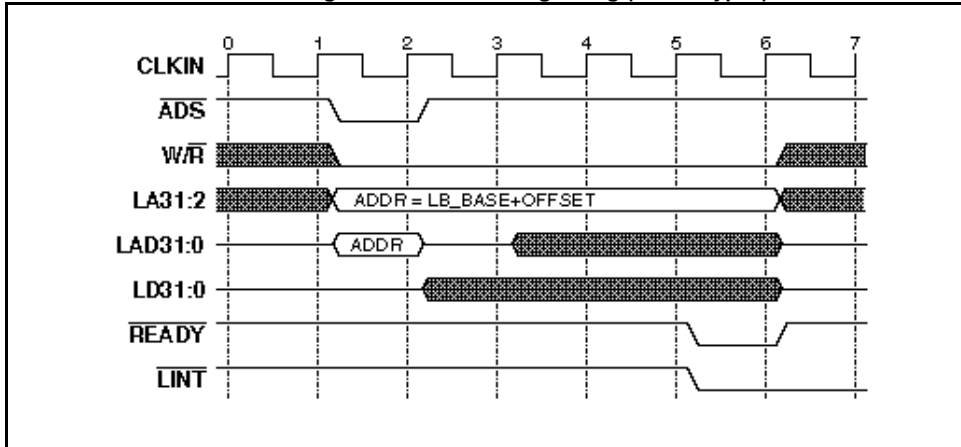 0 1 2 3 4 5 6 7
CLKIN
ADS
W/R
LA31:2 ADDR = LB_BASE+OFFSET
LAD31:0 ADDR
LD31:0
READY
LINT